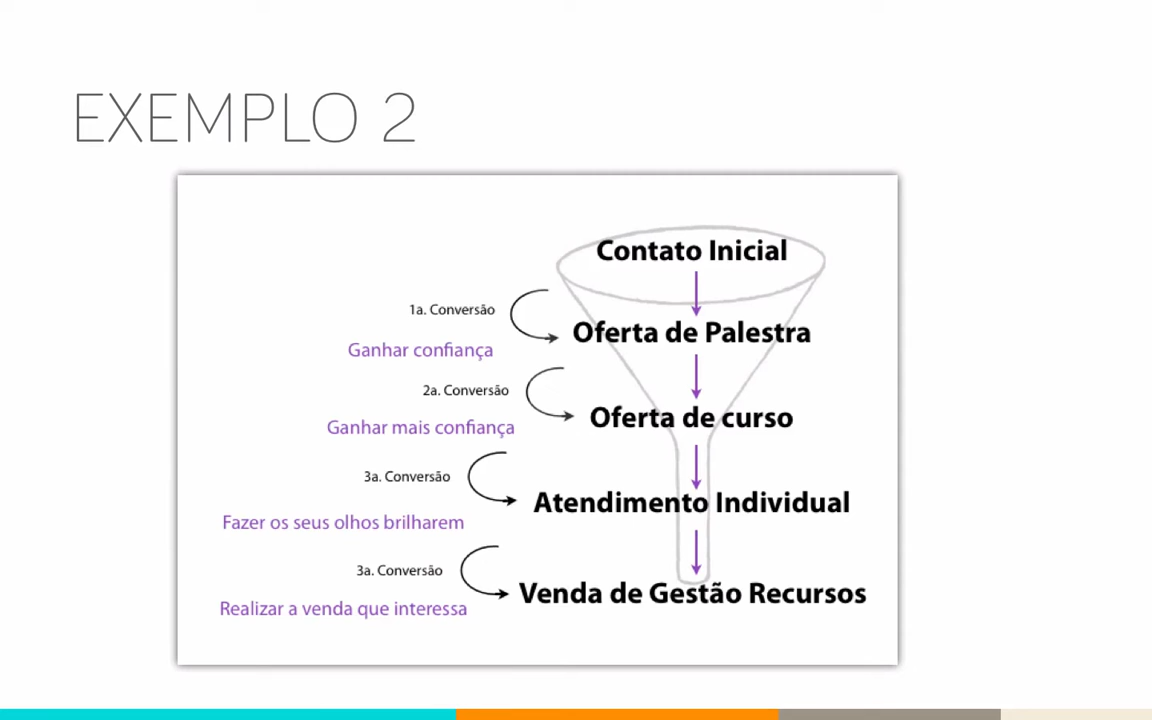 EXEMPLO 2
Contato Inicial
1a. Conversão
Oferta de Palestra
Ganhar confiança
2a. Conversão
Oferta de curso
Ganhar mais confiança
3a. Conversão
Atendimento Individual
Fazer os seus olhos brilharem
3a. Conversão
Venda de Gestão Recursos
Realizar a venda que interessa